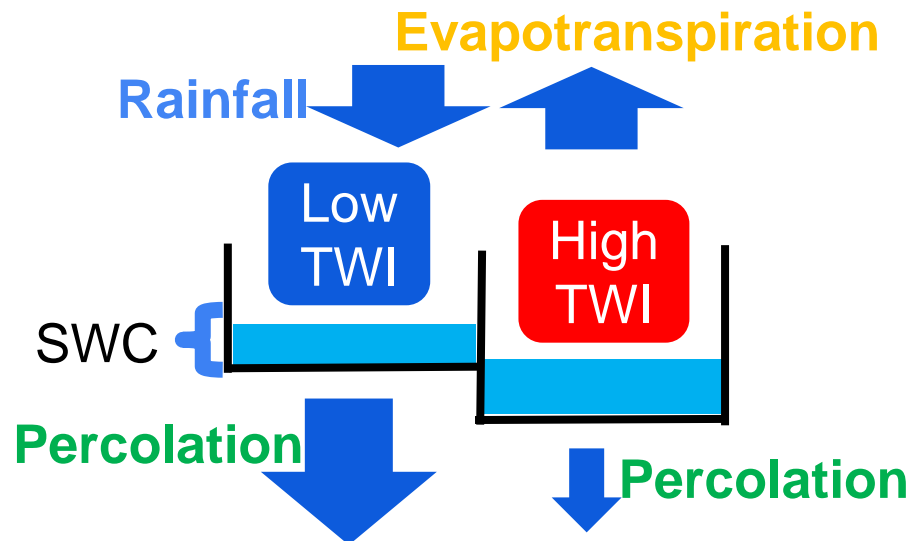 Evapotranspiration
Rainfall
Low
TWI
High
TWI
SWC
Percolation
Percolation